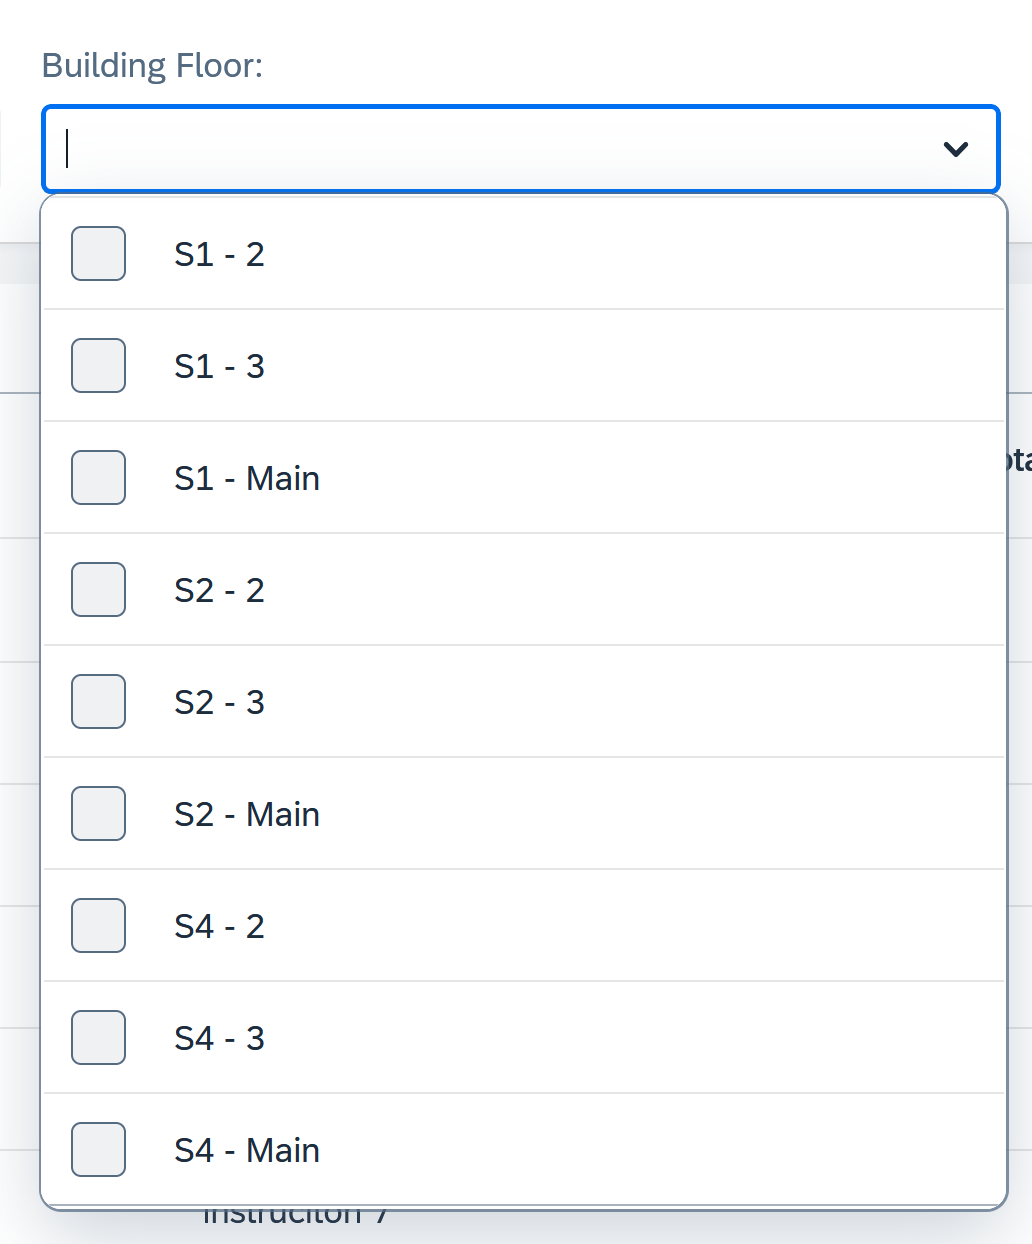 Building Floor:
S1 - 2
S1 - 3
S1 - Main
S2 - 2
S2 - 3
S2 - Main
S4 - 2
S4 - 3
S4 - Main